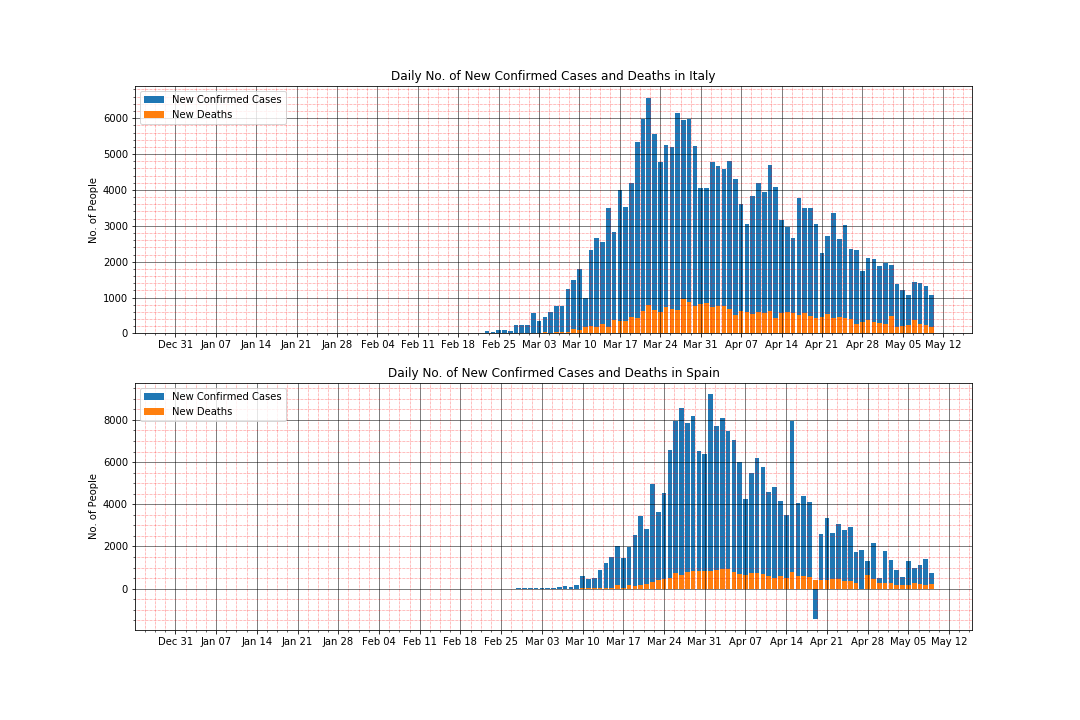 Daily No. of New Confirmed Cases and Deaths in Italy
New Confirmed Cases
New Deaths
No. of People
6000
5000
4000
3000
2000
1000
0
Dec 31 Jan 07 Jan 14 Jan 21 Jan 28 Feb 04 Feb 11 Feb 18 Feb 25 Mar 03 Mar 10 Mar 17 Mar 24 Mar 31 Apr 07 Apr 14 Apr 21 Apr 28 May 05 May 12
Daily No. of New Confirmed Cases and Deaths in Spain
New Confirmed Cases
New Deaths
No. of People
8000
6000
4000
2000
0
Dec 31 Jan 07 Jan 14 Jan 21 Jan 28 Feb 04 Feb 11 Feb 18 Feb 25 Mar 03 Mar 10 Mar 17 Mar 24 Mar 31 Apr 07 Apr 14 Apr 21 Apr 28 May 05 May 12